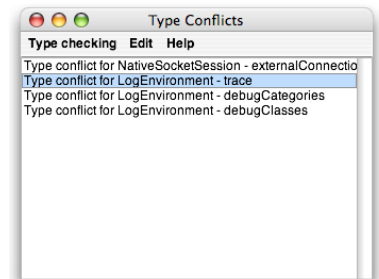 Type Conflicts
Type checking Edit Help
Type conflict for NativeSocketSession - externalConnectio
Type conflict for LogEnvironment - trace
Type conflict for LogEnvironment - debugCategories
Type conflict for LogEnvironment - debugClasses